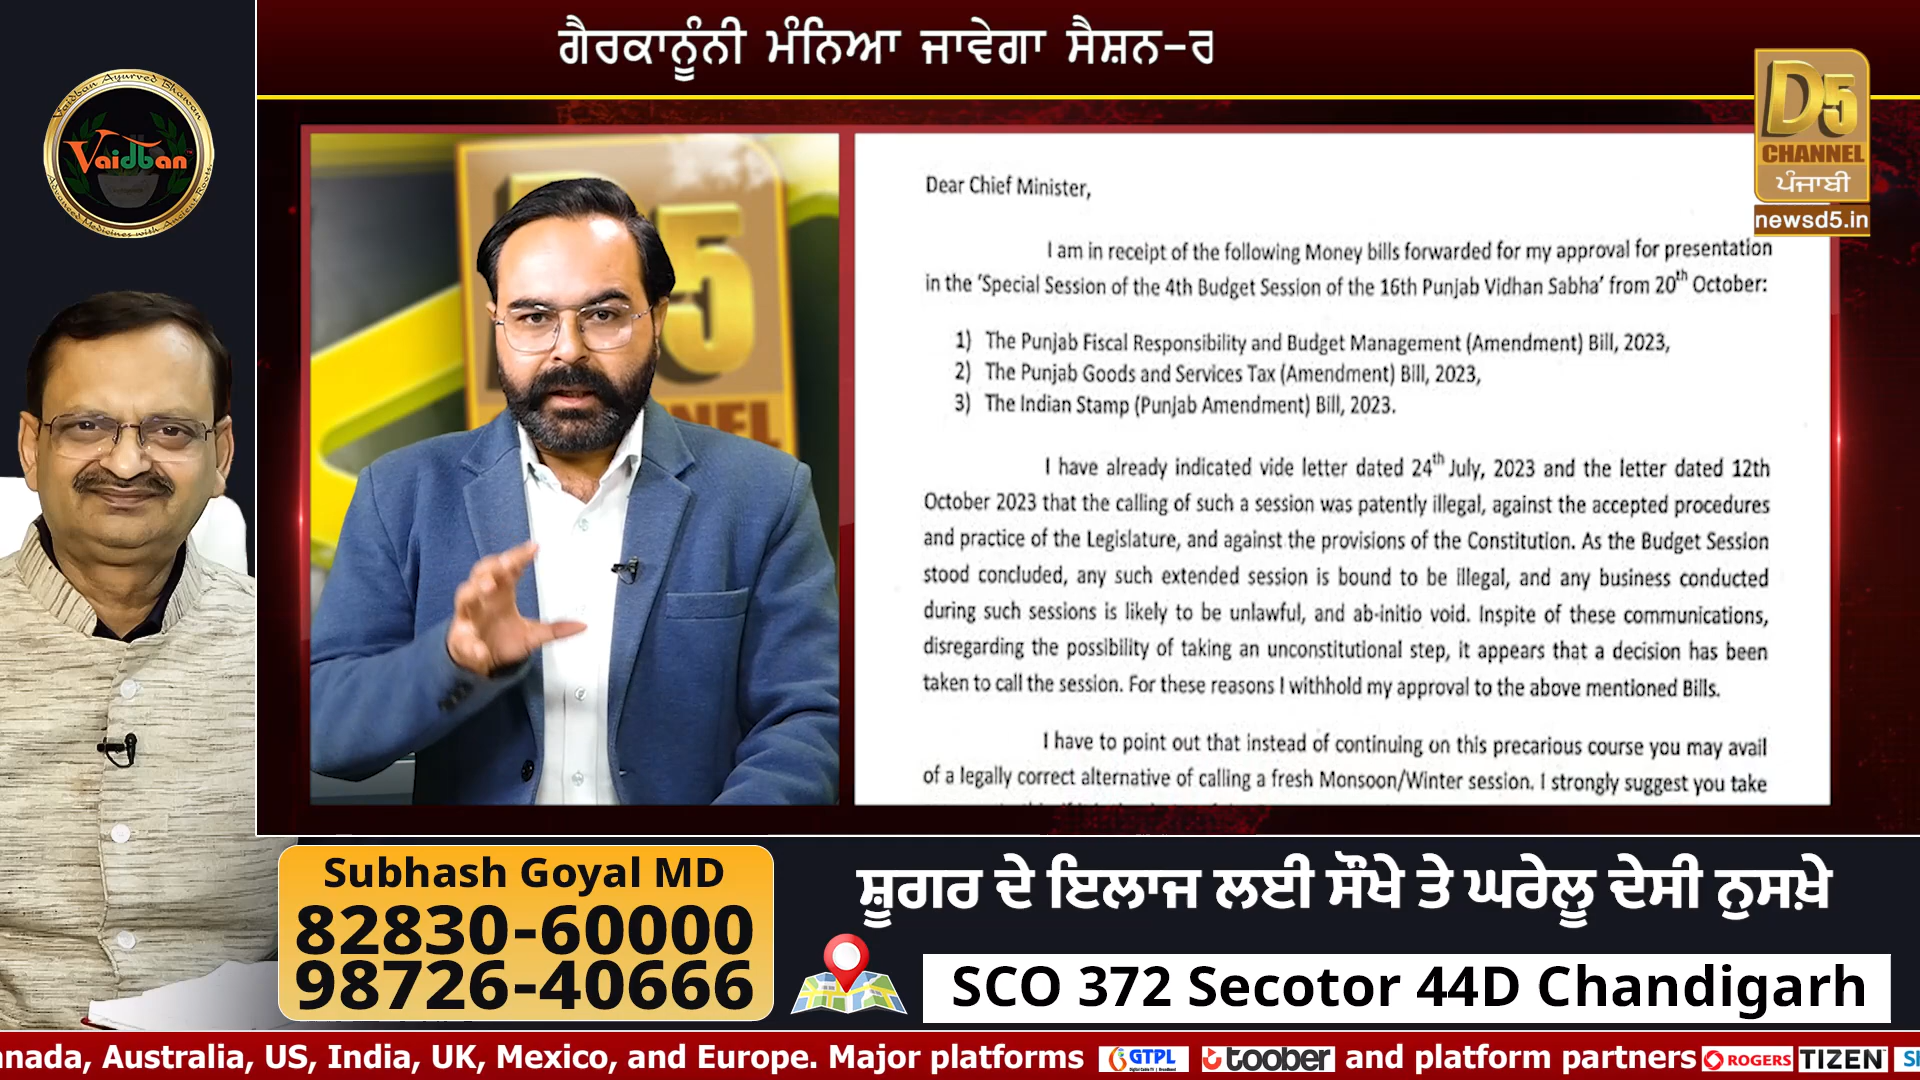 ਗੈਰਕਾਨੂੰਨੀ ਮੰਨਿਆ ਜਾਵੇਗਾ ਸੈਸ਼ਨ-ਰ
D5
CHANNEL
ਪੰਜਾਬੀ
newsd5.in
Vaidban Ayurved Bhawan
Vaidban
Advanced Medicines with Ancient Roots
D5
NNEL
Dear Chief Minister,
I am in receipt of the following Money bills forwarded for my approval for presentation
in the 'Special Session of the 4th Budget Session of the 16th Punjab Vidhan Sabha' from 20th October:
1) The Punjab Fiscal Responsibility and Budget Management (Amendment) Bill, 2023,
2) The Punjab Goods and Services Tax (Amendment) Bill, 2023,
3) The Indian Stamp (Punjab Amendment) Bill, 2023.
I have already indicated vide letter dated 24th July, 2023 and the letter dated 12th
October 2023 that the calling of such a session was patently illegal, against the accepted procedures
and practice of the Legislature, and against the provisions of the Constitution. As the Budget Session
stood concluded, any such extended session is bound to be illegal, and any business conducted
during such sessions is likely to be unlawful, and ab-initio void. Inspite of these communications,
disregarding the possibility of taking an unconstitutional step, it appears that a decision has been
taken to call the session. For these reasons I withhold my approval to the above mentioned Bills.
I have to point out that instead of continuing on this precarious course you may avail
of a legally correct alternative of calling a fresh Monsoon/Winter session. I strongly suggest you take
Subhash Goyal MD
82830-60000
98726-40666
ਸ਼ੂਗਰ ਦੇ ਇਲਾਜ ਲਈ ਸੌਖੇ ਤੇ ਘਰੇਲੂ ਦੇਸੀ ਨੁਸਖ਼ੇ
SCO 372 Secotor 44D Chandigarh
anada, Australia, US, India, UK, Mexico, and Europe. Major platforms GTPL toober and platform partners ROGERS TIZEN